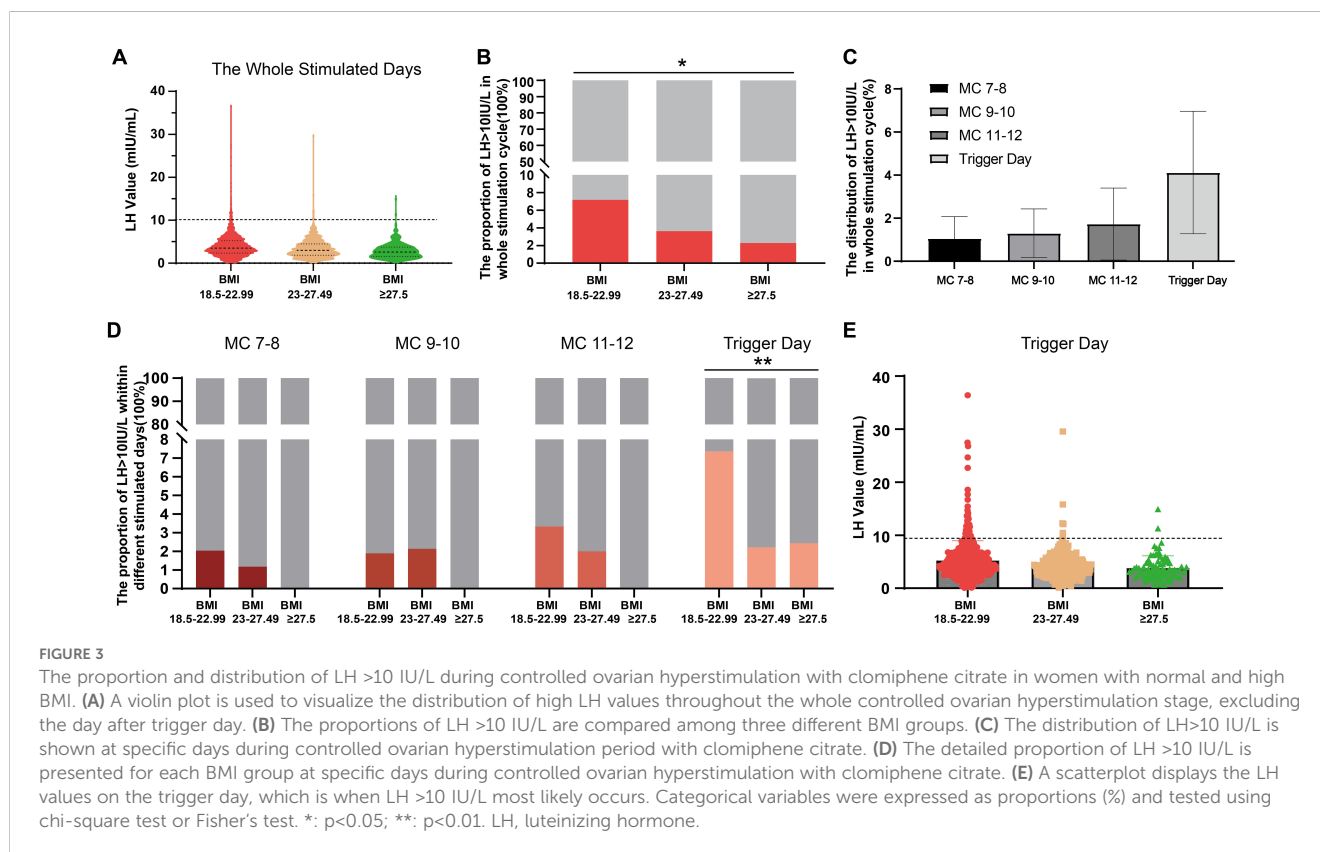 A
The Whole Stimulated Days
LH Value (mIU/mL)
40
30
20
10
0
BMI BMI BMI
18.5-22.99 23-27.49 ≥27.5
B
*
The proportion of LH>10IU/L in
whole stimulation cycle(100%)
100
90
80
70
60
50
10
8
6
4
2
0
BMI BMI BMI
18.5-22.99 23-27.49 ≥27.5
C
The distribution of LH>10IU/L
in whole stimulation cycle(%)
8
6
4
2
0
MC 7-8
MC 9-10
MC 11-12
Trigger Day
MC 7-8 MC 9-10 MC 11-12 Trigger Day
D
MC 7-8 MC 9-10 MC 11-12 Trigger Day
**
The proportion of LH>10IU/L whithin
different stimulated days(100%)
100
90
80
8
7
6
5
4
3
2
1
0
BMI BMI BMI BMI BMI BMI BMI BMI BMI BMI BMI BMI
18.5-22.99 23-27.49 ≥27.5 18.5-22.99 23-27.49 ≥27.5 18.5-22.99 23-27.49 ≥27.5 18.5-22.99 23-27.49 ≥27.5
E
Trigger Day
LH Value (mIU/mL)
40
30
20
10
0
BMI BMI BMI
18.5-22.99 23-27.49 ≥27.5
FIGURE 3
The proportion and distribution of LH >10 IU/L during controlled ovarian hyperstimulation with clomiphene citrate in women with normal and high
BMI. (A) A violin plot is used to visualize the distribution of high LH values throughout the whole controlled ovarian hyperstimulation stage, excluding
the day after trigger day. (B) The proportions of LH >10 IU/L are compared among three different BMI groups. (C) The distribution of LH>10 IU/L is
shown at specific days during controlled ovarian hyperstimulation period with clomiphene citrate. (D) The detailed proportion of LH >10 IU/L is
presented for each BMI group at specific days during controlled ovarian hyperstimulation with clomiphene citrate. (E) A scatterplot displays the LH
values on the trigger day, which is when LH >10 IU/L most likely occurs. Categorical variables were expressed as proportions (%) and tested using
chi-square test or Fisher's test. *: p<0.05; **: p<0.01. LH, luteinizing hormone.